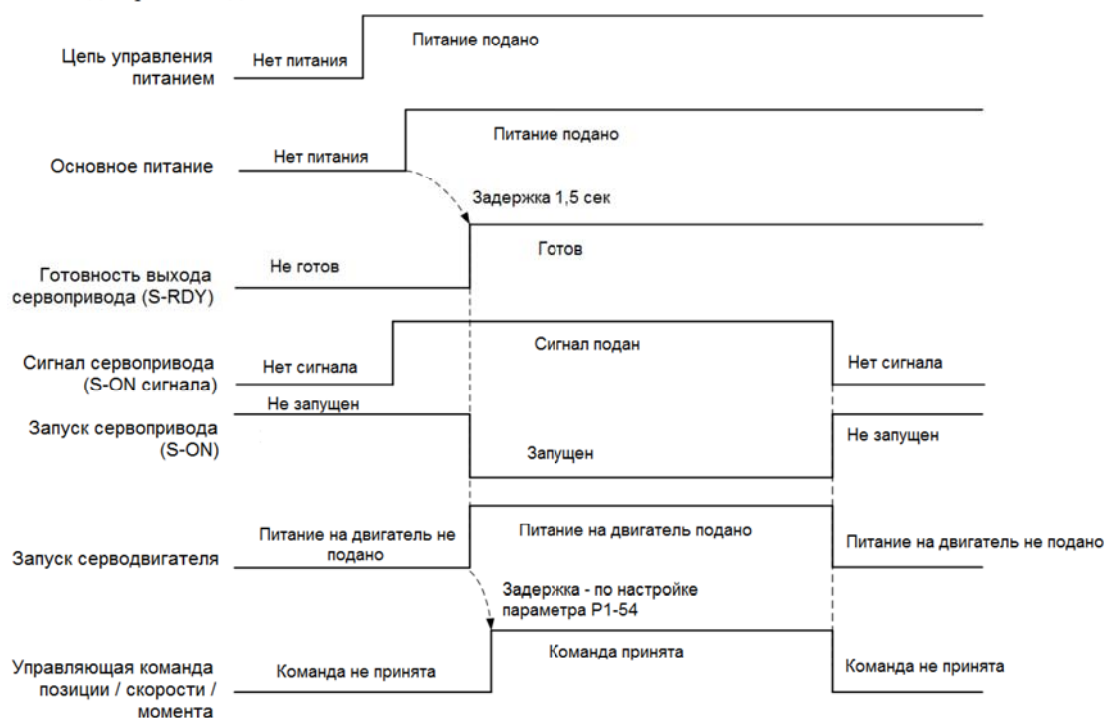 Питание подано
Цепь управления
питанием
Нет питания
Питание подано
Основное питание
Нет питания
Задержка 1,5 сек
Готов
Не готов
Готовность выхода
сервопривода (S-RDY)
Сигнал подан
Сигнал сервопривода
(S-ON сигнала)
Нет сигнала
Нет сигнала
Не запущен
Запуск сервопривода
(S-ON)
Не запущен
Запущен
Питание на двигатель не
подано
Питание на двигатель подано
Питание на двигатель не подано
Запуск серводвигателя
Задержка - по настройке
параметра P1-54
Команда принята
Управляющая команда
позиции / скорости /
момента
Команда не принята
Команда не принята